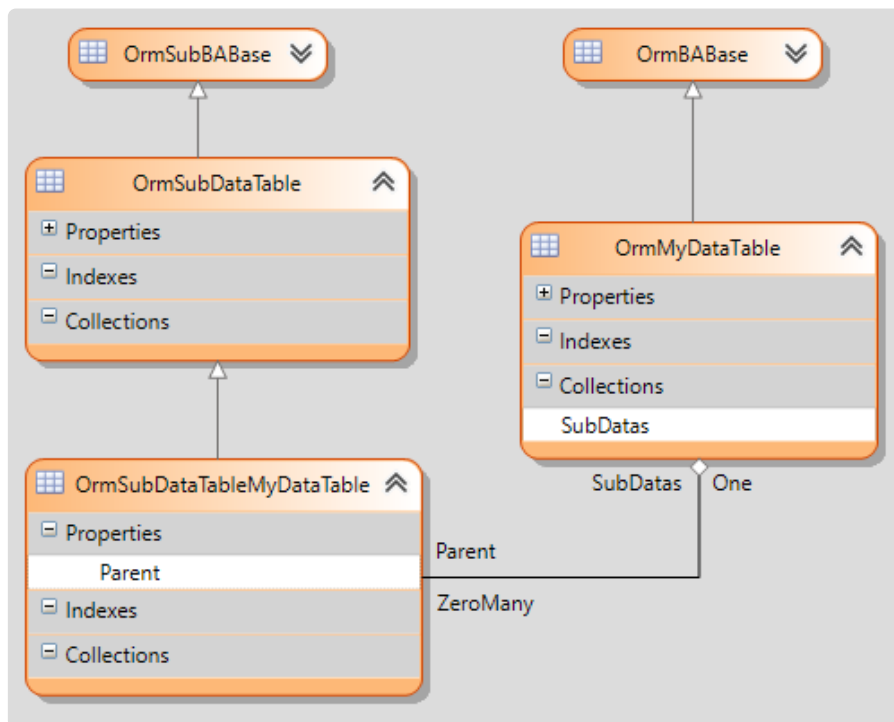 OrmSubBABase
OrmBABase
OrmSubDataTable
Properties
Indexes
Collections
OrmMyDataTable
Properties
Indexes
Collections
SubDatas
SubDatas One
OrmSubDataTableMyDataTable
Properties
Parent
Indexes
Collections
Parent
ZeroMany